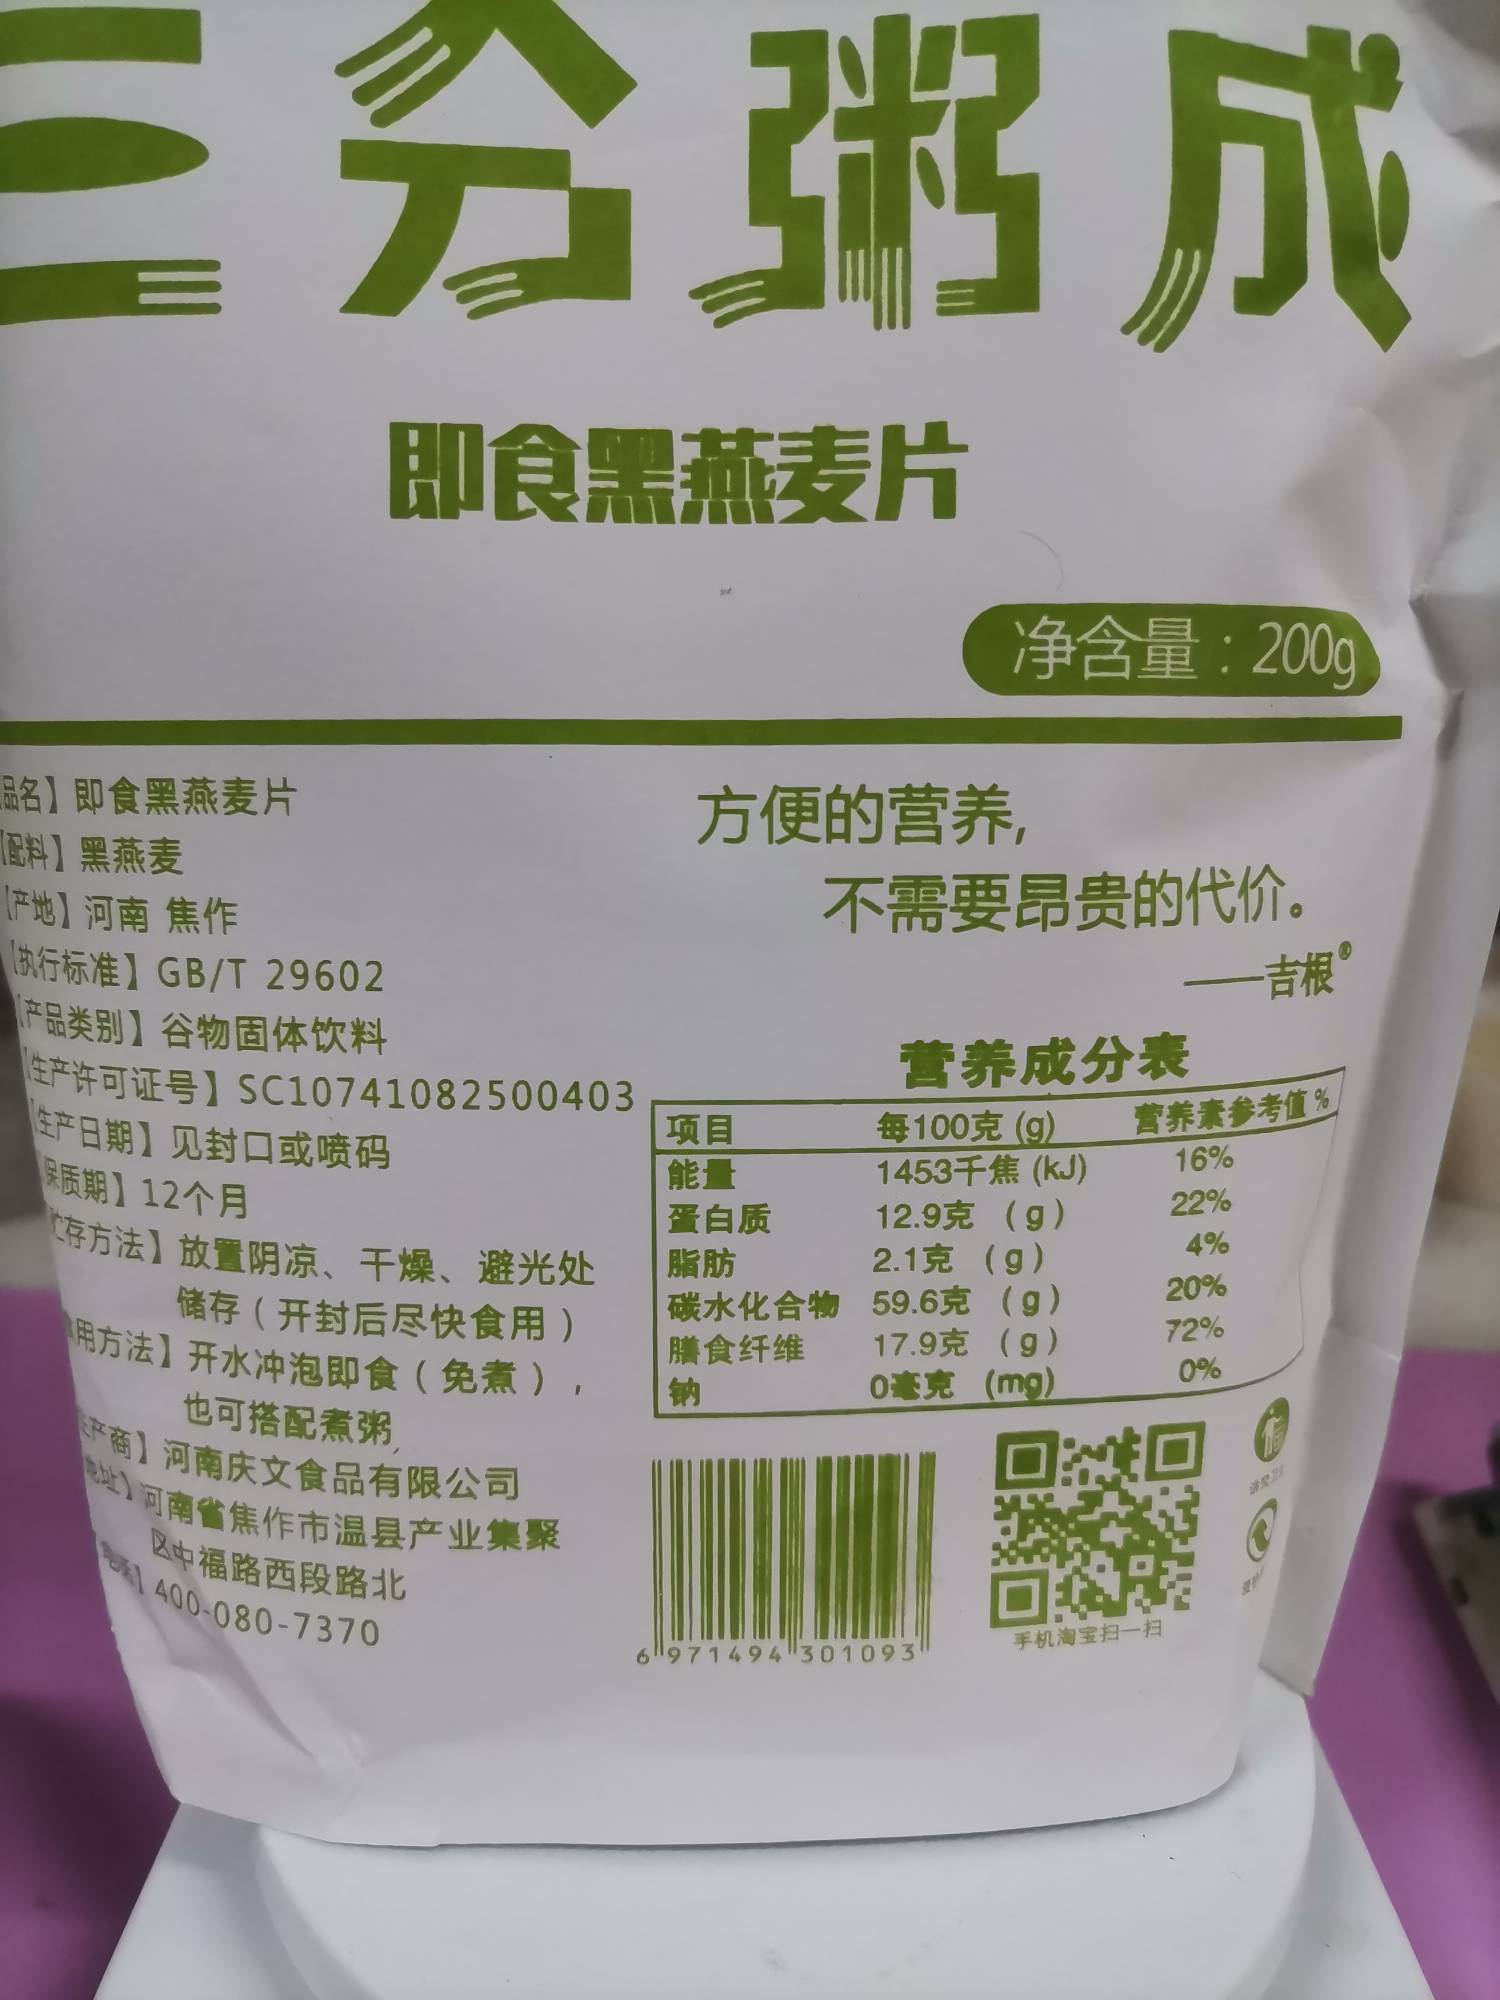 三分粥成
即食黑燕麦片
净含量：200g
品名】即食黑燕麦片
【配料】黑燕麦
【产地】河南 焦作
【执行标准】GB/T 29602
【产品类别】谷物固体饮料
【生产许可证号】SC10741082500403
【生产日期】见封口或喷码
保质期】12个月
贮存方法】放置阴凉、干燥、避光处
储存（开封后尽快食用）
食用方法】开水冲泡即食（免煮），
也可搭配煮粥
生产商】河南庆文食品有限公司
地址】河南省焦作市温县产业集聚
区中福路西段路北
电话】400-080-7370
方便的营养,
不需要昂贵的代价。
——吉根®
营养成分表
项目 每100克 (g) 营养素参考值 %
能量 1453千焦 (kJ) 16%
蛋白质 12.9克 (g) 22%
脂肪 2.1克 (g) 4%
碳水化合物 59.6克 (g) 20%
膳食纤维 17.9克 (g) 72%
钠 0毫克 (mg) 0%
6 971494 301093
手机淘宝扫一扫